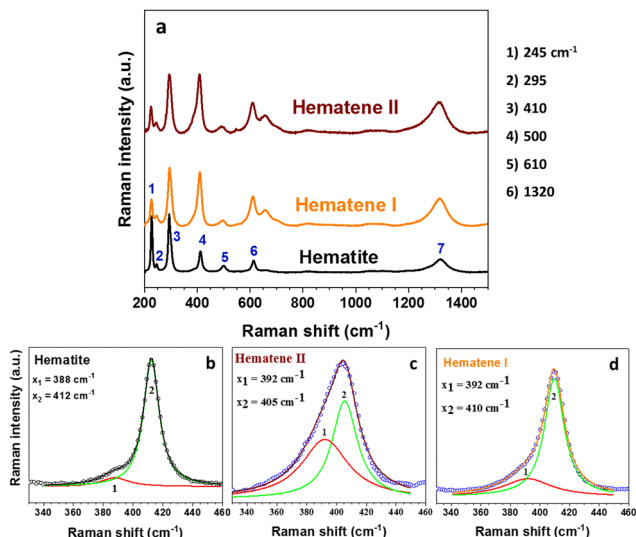 a
Raman intensity (a.u.)
Hematene II
Hematene I
Hematite
1
2
3
4
5
6
7
200 400 600 800 1000 1200 1400
Raman shift (cm-1)
1) 245 cm-1
2) 295
3) 410
4) 500
5) 610
6) 1320
Raman intensity (a.u.)
Hematite
b
x1 = 388 cm-1
x2 = 412 cm-1
2
1
340 360 380 400 420 440 460
Raman shift (cm-1)
Hematene II
c
x1 = 392 cm-1
x2 = 405 cm-1
1
2
340 360 380 400 420 440 460
Raman shift (cm-1)
Hematene I
d
x1 = 392 cm-1
x2 = 410 cm-1
2
1
340 360 380 400 420 440 460
Raman shift (cm-1)